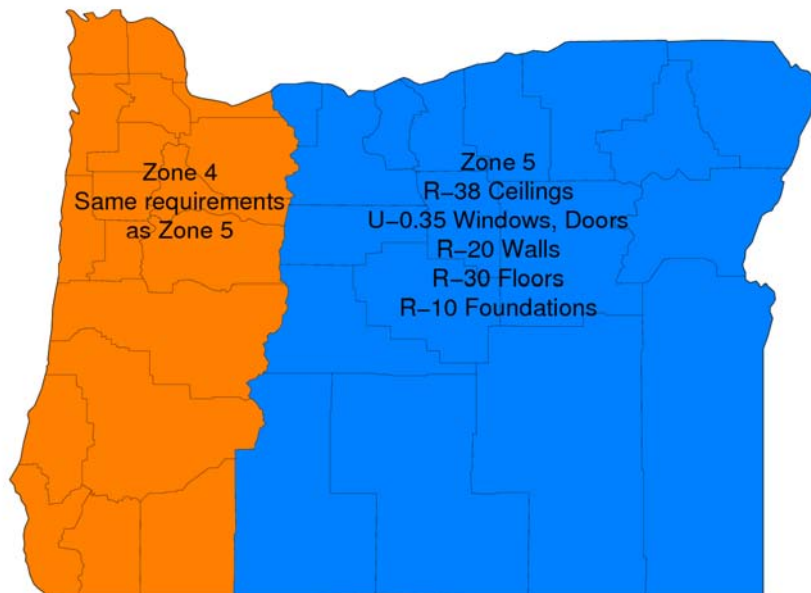 Zone 4
Same requirements
as Zone 5
Zone 5
R−38 Ceilings
U−0.35 Windows, Doors
R−20 Walls
R−30 Floors
R−10 Foundations